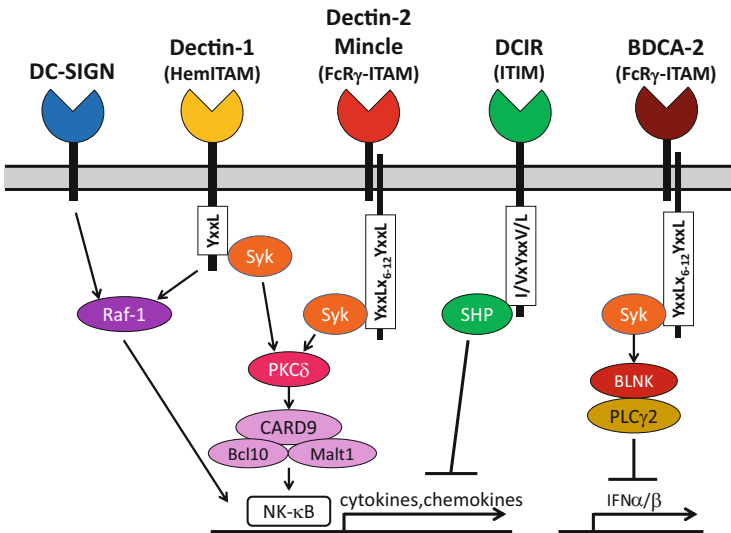 DC-SIGN
Dectin-1
(HemITAM)
Dectin-2
Mincle
(FcRγ-ITAM)
DCIR
(ITIM)
BDCA-2
(FcRγ-ITAM)
YxxL
YxxLx6-12YxxL
I/VxYxxV/L
YxxLx6-12YxxL
Syk
Raf-1
Syk
SHP
Syk
PKCδ
BLNK
PLCγ2
CARD9
Bcl10
Malt1
NK-κB
cytokines,chemokines
IFNα/β